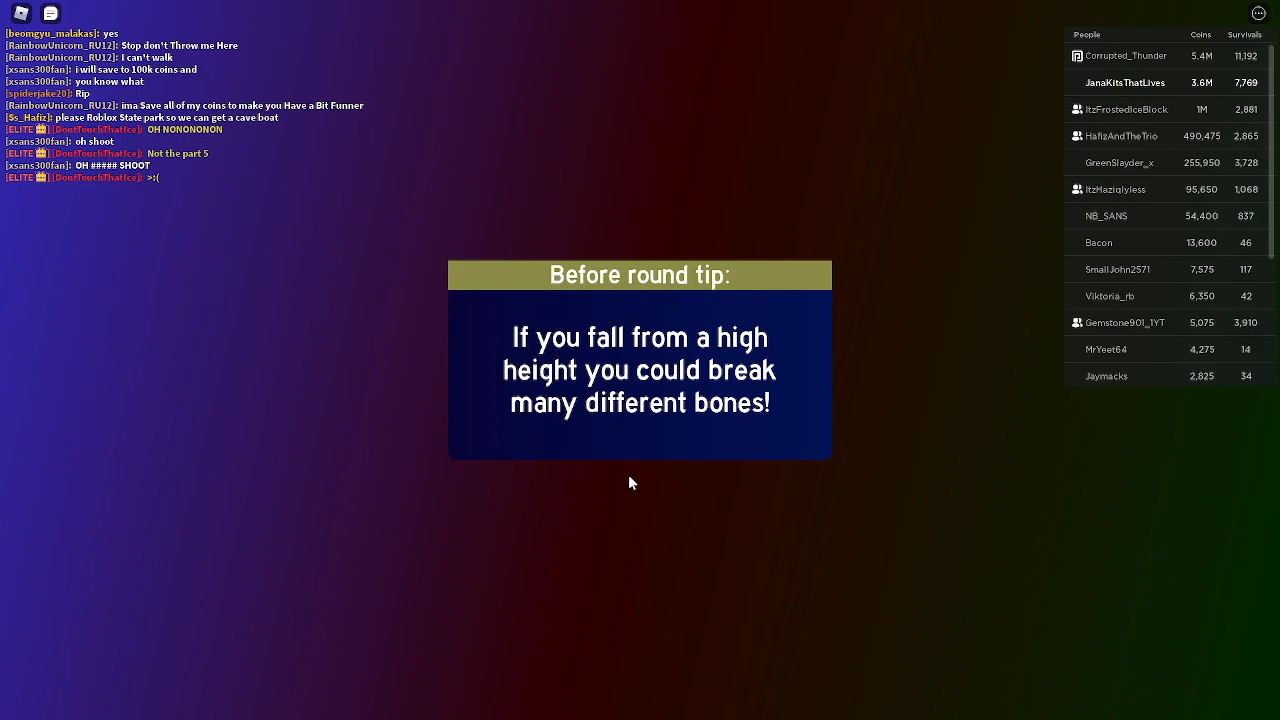 [beomgyu_malakas]: yes
[RainbowUnicorn_RU12]: Stop don't Throw me Here
[RainbowUnicorn_RU12]: I can't walk
[xsans300fan]: i will save to 100k coins and
[xsans300fan]: you know what
[spiderjake20]: Rip
[RainbowUnicorn_RU12]: ima Save all of my coins to make you Have a Bit Funner
[Ss_Hafiz]: please Roblox State park so we can get a cave boat
[ELITE 👑] [DontTouchThatIce]: OH NONONONON
[xsans300fan]: oh shoot
[ELITE 👑] [DontTouchThatIce]: Not the part 5
[xsans300fan]: OH ##### SHOOT
[ELITE 👑] [DontTouchThatIce]: >:(
Before round tip:
If you fall from a high
height you could break
many different bones!
People Coins Survivals
Corrupted_Thunder 5.4M 11,192
JanaKitsThatLives 3.6M 7,769
ItzFrostedIceBlock 1M 2,881
HafizAndTheTrio 490,475 2,865
GreenSlayder_x 255,950 3,728
ItzHaziqIyless 95,650 1,068
NB_SANS 54,400 837
Bacon 13,600 46
SmallJohn2571 7,575 117
Viktoria_rb 6,350 42
Gemstone901_1YT 5,075 3,910
MrYeet64 4,275 14
Jaymacks 2,825 34